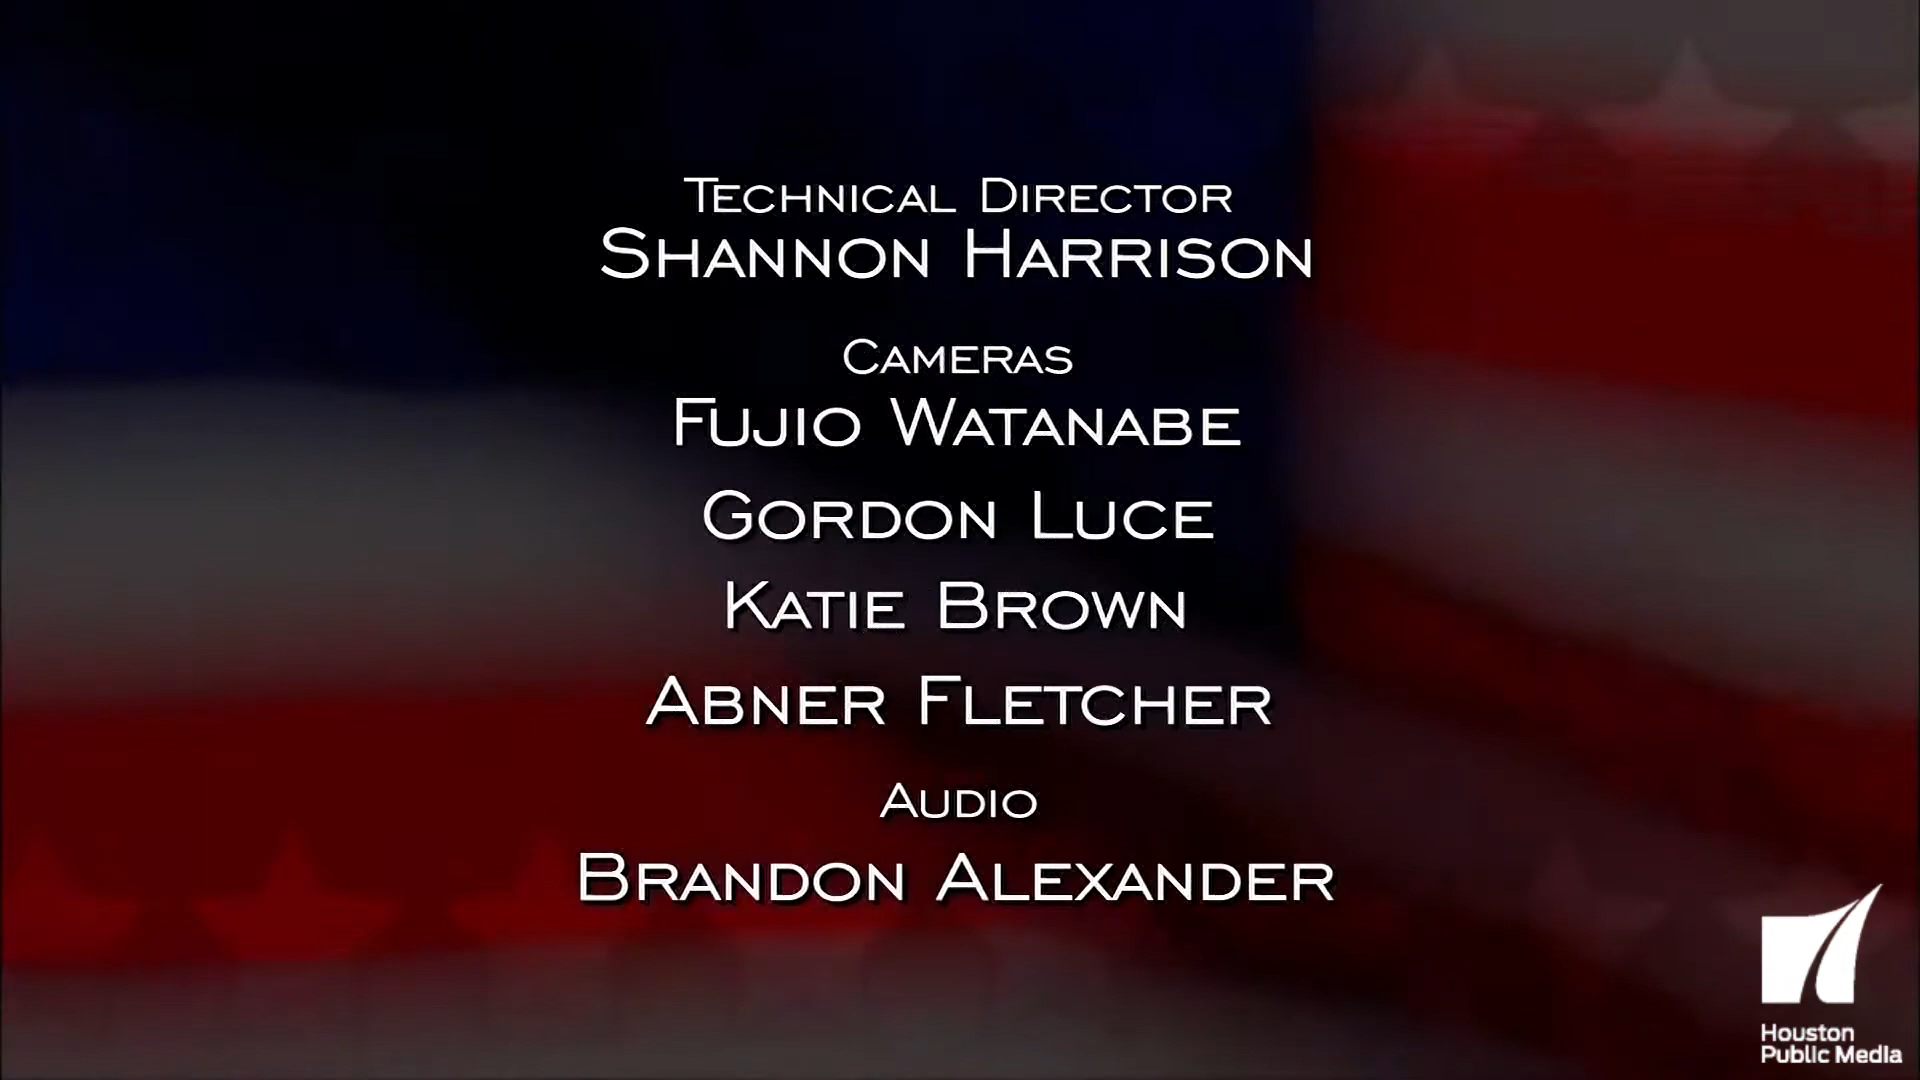 Technical Director
Shannon Harrison
Cameras
Fujio Watanabe
Gordon Luce
Katie Brown
Abner Fletcher
Audio
Brandon Alexander
Houston
Public Media